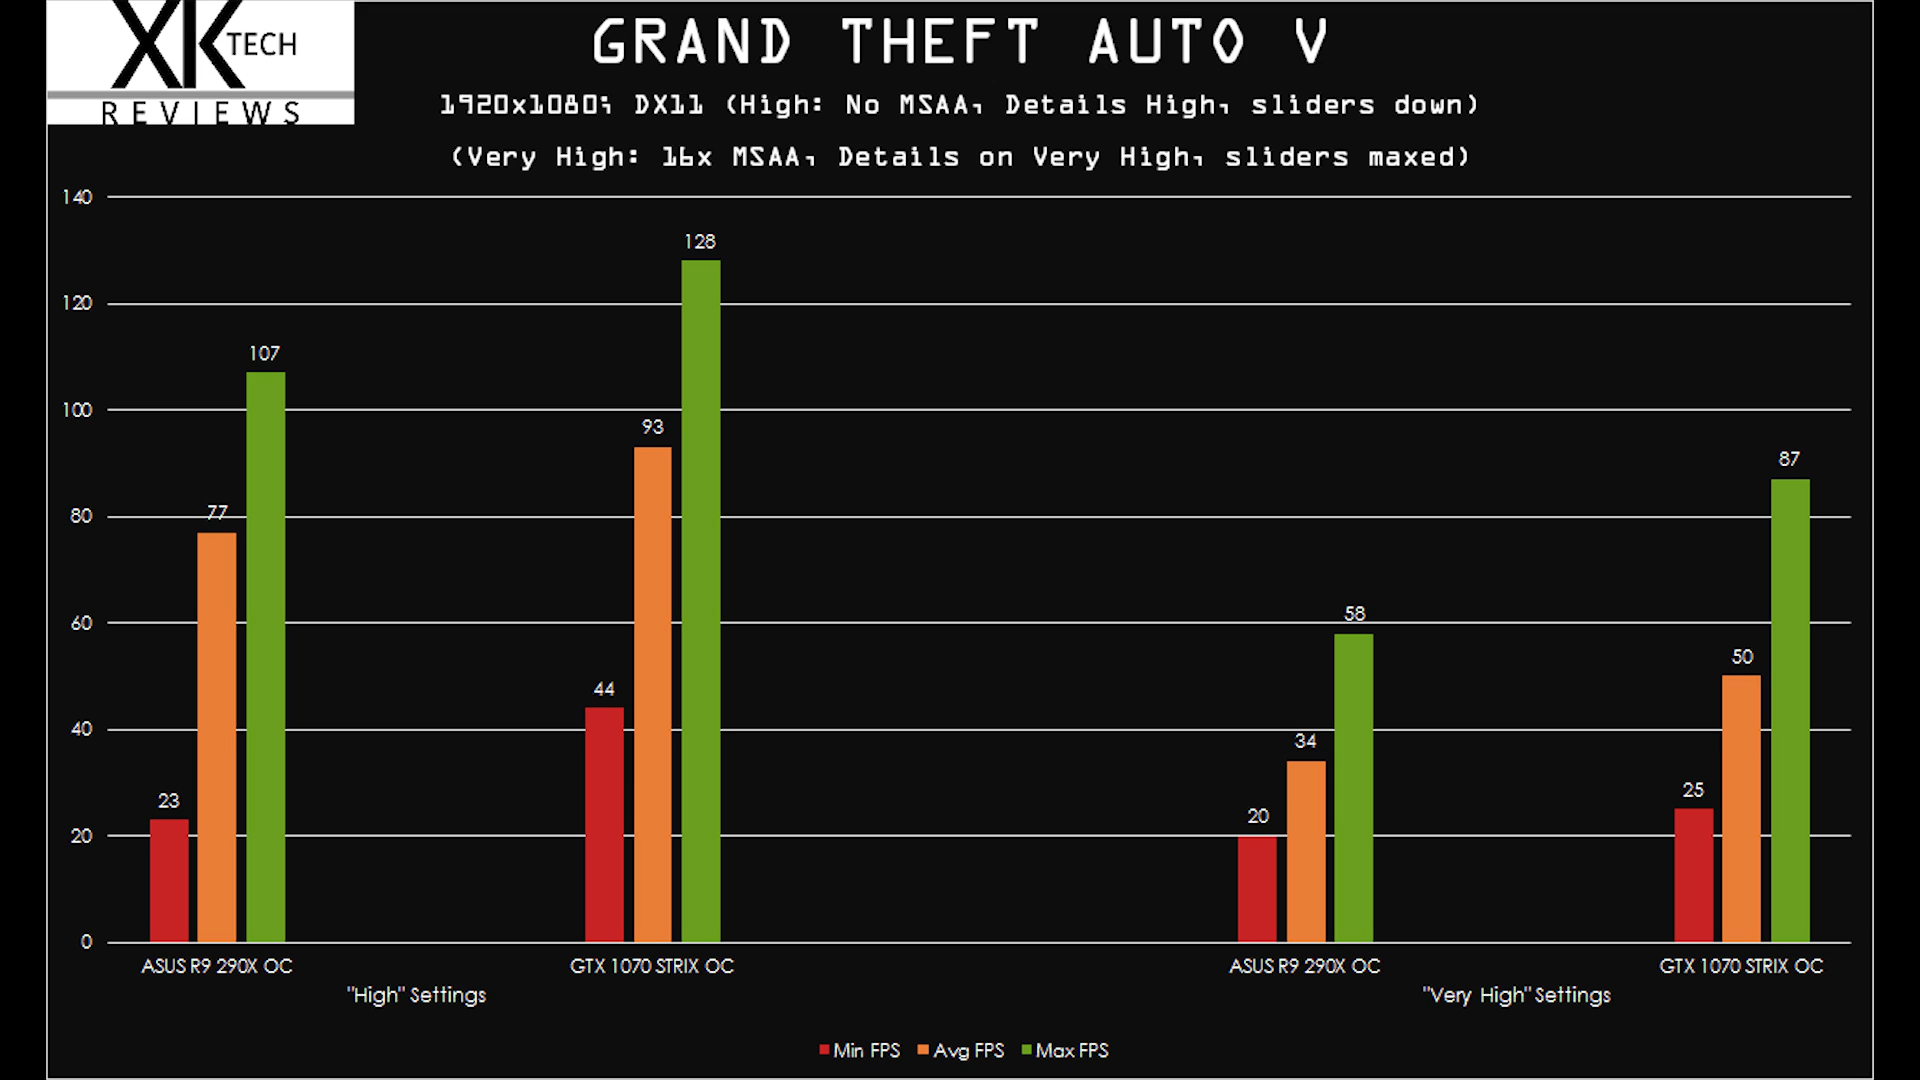 XK TECH
REVIEWS
GRAND THEFT AUTO V
1920x1080; DX11 (High: No MSAA, Details High, sliders down)
(Very High: 16x MSAA, Details on Very High, sliders maxed)
140
120
100
80
60
40
20
0
23
77
107
44
93
128
20
34
58
25
50
87
ASUS R9 290X OC
GTX 1070 STRIX OC
ASUS R9 290X OC
GTX 1070 STRIX OC
"High" Settings
"Very High" Settings
Min FPS Avg FPS Max FPS